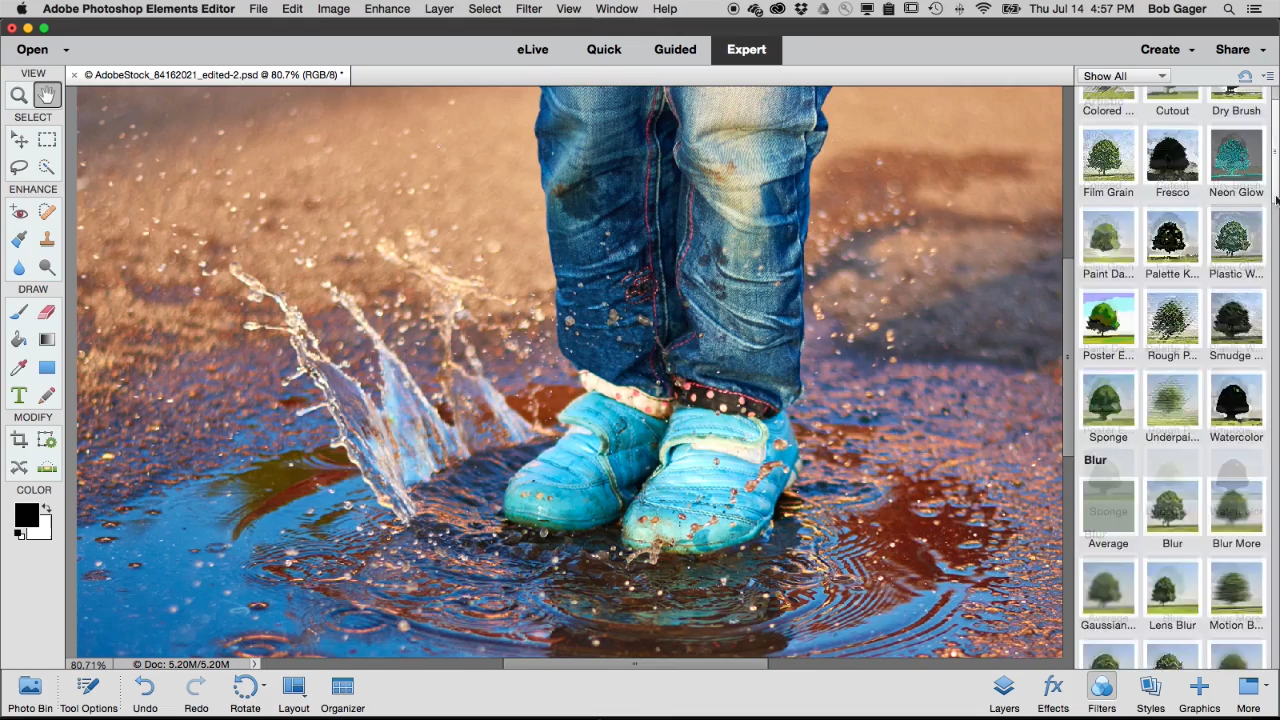 Adobe Photoshop Elements Editor File Edit Image Enhance Layer Select Filter View Window Help Thu Jul 14 4:57 PM Bob Gager
Open eLive Quick Guided Expert Create Share
VIEW × © AdobeStock_84162021_edited-2.psd @ 80.7% (RGB/8) * Show All
Colored ... Cutout Dry Brush
SELECT
Film Grain Fresco Neon Glow
ENHANCE
Paint Da... Palette K... Plastic W...
DRAW
Poster E... Rough P... Smudge ...
T
MODIFY
Sponge Underpai... Watercolor
Blur
COLOR
Average Blur Blur More
Gaussian... Lens Blur Motion B...
80.71% © Doc: 5.20M/5.20M
Photo Bin Tool Options Undo Redo Rotate Layout Organizer Layers Effects Filters Styles Graphics More